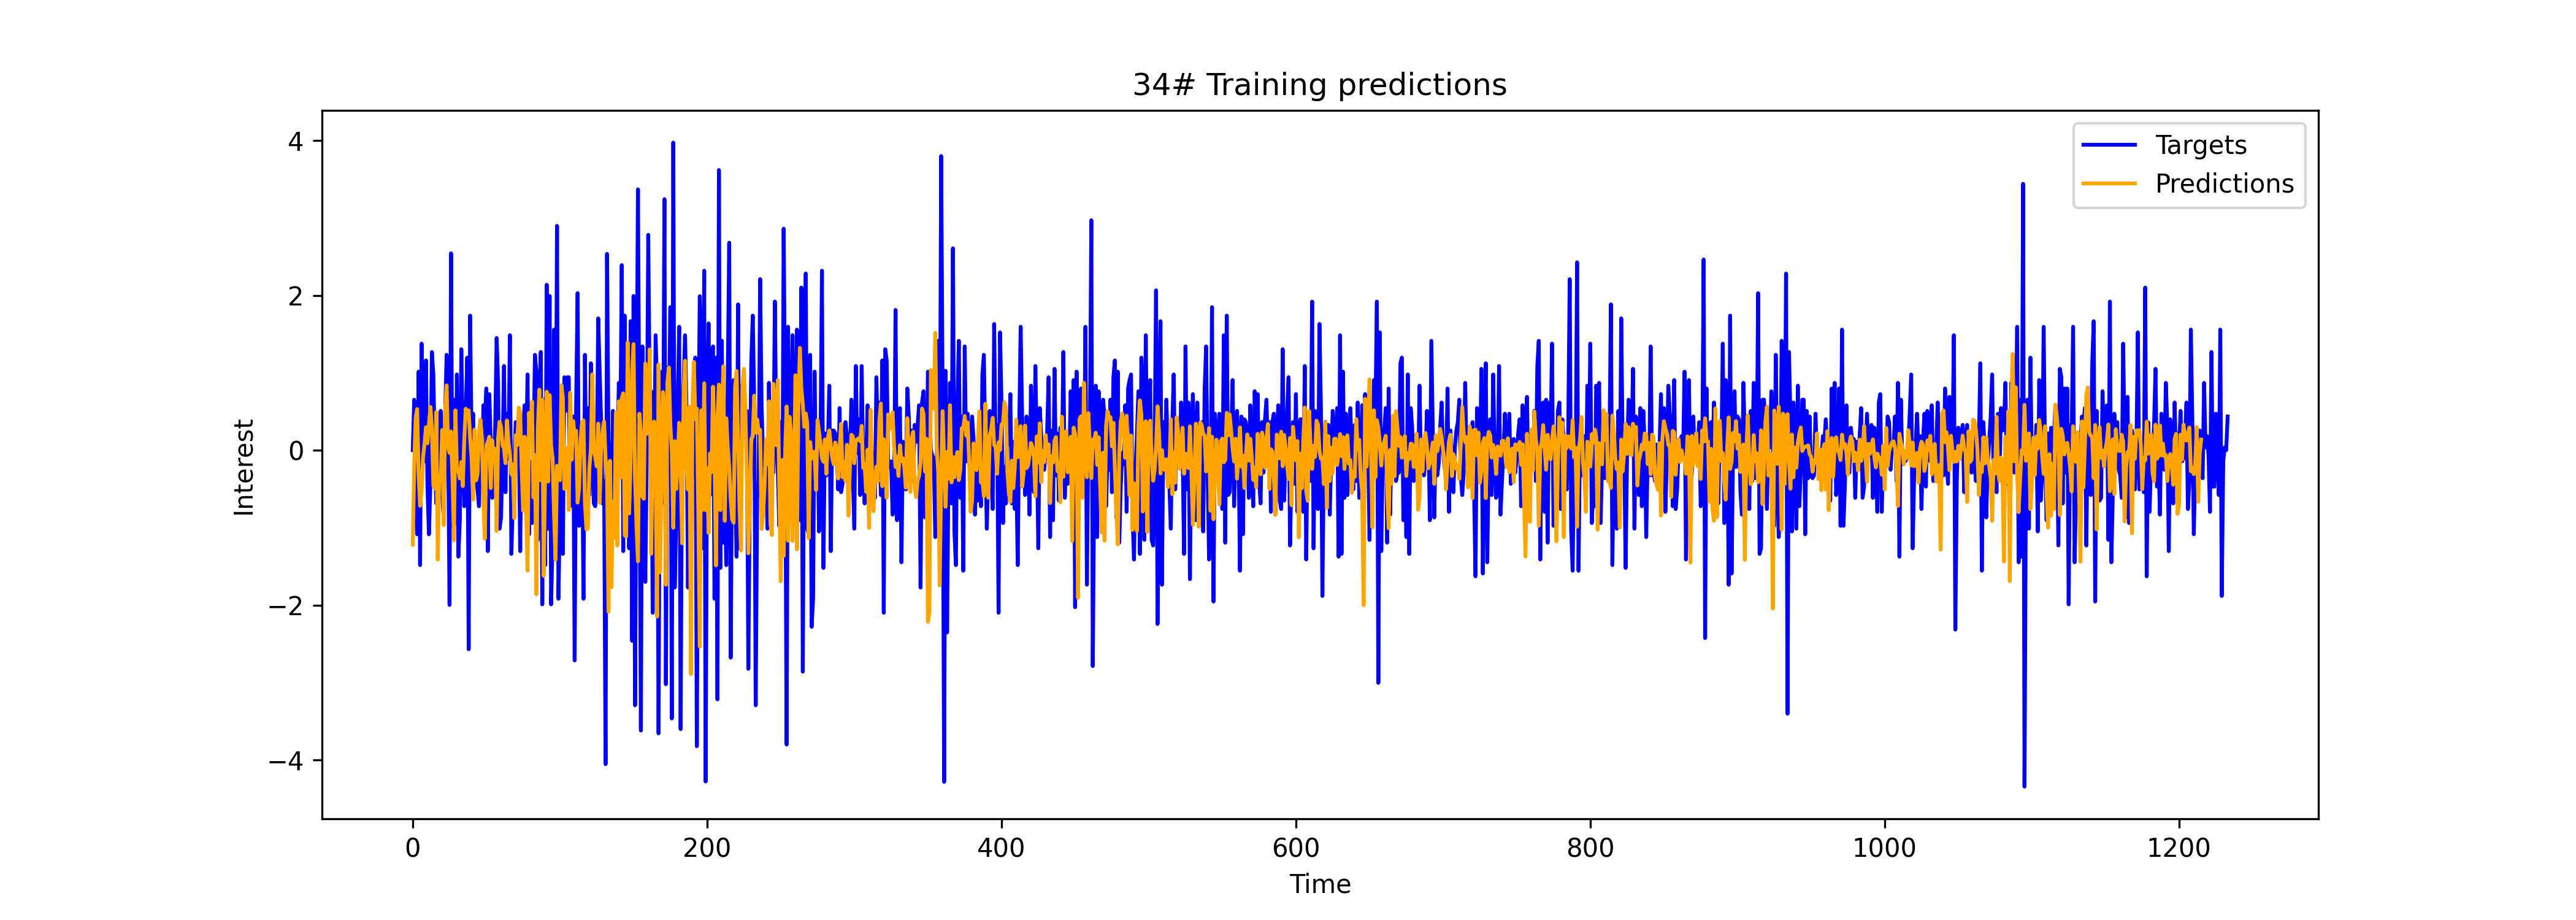 34# Training predictions
Targets
Predictions
Interest
4
2
0
−2
−4
0 200 400 600 800 1000 1200
Time